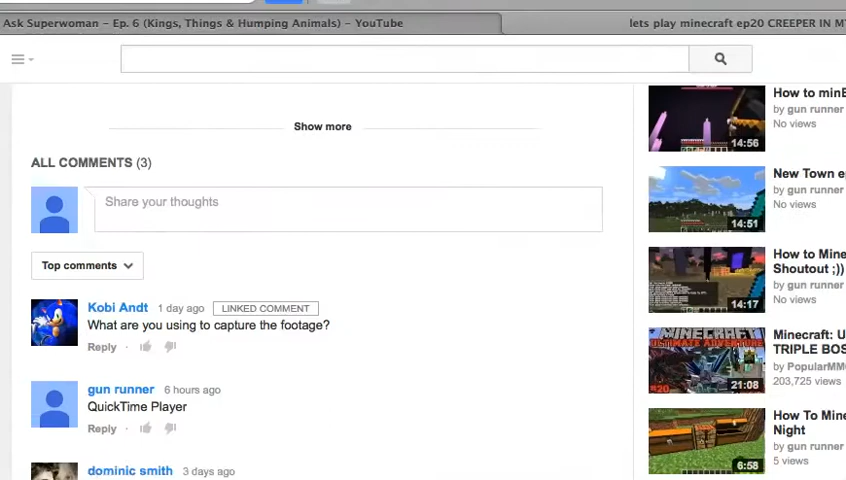 Ask Superwoman – Ep. 6 (Kings, Things & Humping Animals) – YouTube
lets play minecraft ep20 CREEPER IN M
Show more
ALL COMMENTS (3)
Share your thoughts
Top comments
Kobi Andt 1 day ago LINKED COMMENT
What are you using to capture the footage?
Reply
gun runner 6 hours ago
QuickTime Player
Reply
dominic smith 3 days ago
How to min
by gun runner
No views
14:56
New Town e
by gun runner
No views
14:51
How to Mine
Shoutout ;))
by gun runner
No views
14:17
MINECRAFT
ULTIMATE ADVENTURE
#20
21:08
Minecraft: U
TRIPLE BOS
by PopularMM
203,725 views
How To Mine
Night
by gun runner
5 views
6:58